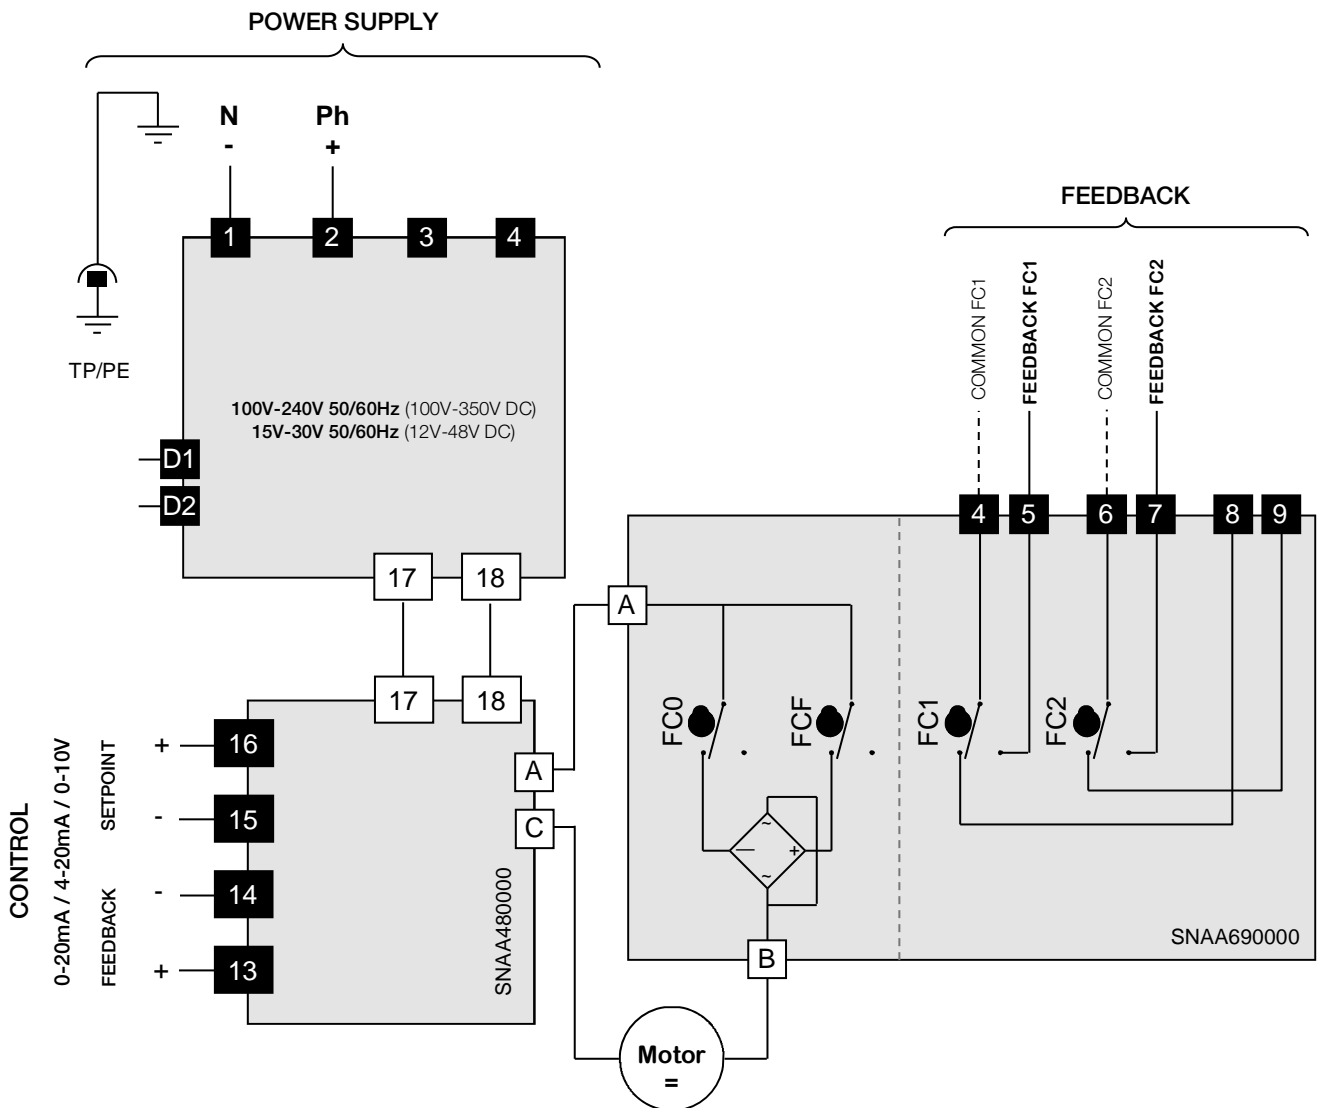 POWER SUPPLY
N
-
Ph
+
1
2
3
4
TP/PE
100V-240V 50/60Hz (100V-350V DC)
15V-30V 50/60Hz (12V-48V DC)
D1
D2
17
18
17
18
CONTROL
0-20mA / 4-20mA / 0-10V
SETPOINT
FEEDBACK
+
16
-
15
-
14
+
13
A
C
SNAA480000
FEEDBACK
COMMON FC1
FEEDBACK FC1
COMMON FC2
FEEDBACK FC2
4
5
6
7
8
9
A
FC0
FCF
FC1
FC2
~
—
+
~
SNAA690000
B
Motor
=